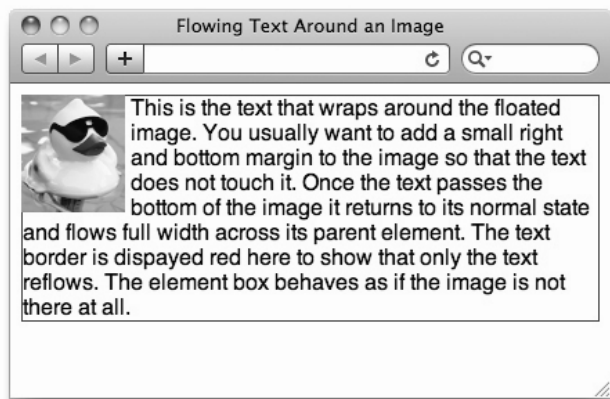 Flowing Text Around an Image
This is the text that wraps around the floated
image. You usually want to add a small right
and bottom margin to the image so that the text
does not touch it. Once the text passes the
bottom of the image it returns to its normal state
and flows full width across its parent element. The text
border is dispayed red here to show that only the text
reflows. The element box behaves as if the image is not
there at all.